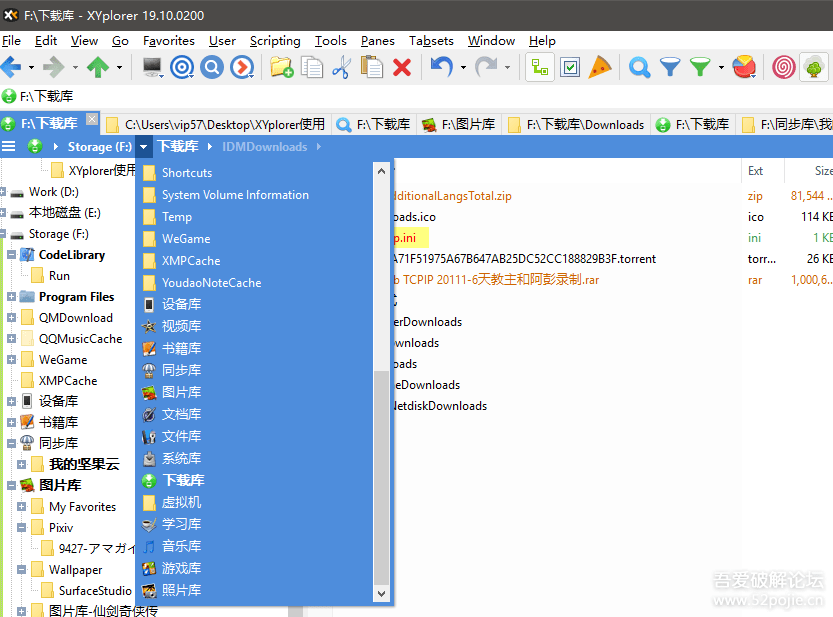 F:\下载库 - XYplorer 19.10.0200
File Edit View Go Favorites User Scripting Tools Panes Tabsets Window Help
F:\下载库
F:\下载库 C:\Users\vip57\Desktop\XYplorer使用 F:\下载库 F:\图片库 F:\下载库\Downloads F:\下载库 F:\同步库\我
Storage (F:) 下载库 IDMDownloads
XYplorer使用
Work (D:)
本地磁盘 (E:)
Storage (F:)
CodeLibrary
Run
Program Files
QMDownload
QQMusicCache
WeGame
XMPCache
设备库
书籍库
同步库
我的坚果云
图片库
My Favorites
Pixiv
9427-アマガイ
Wallpaper
SurfaceStudio
图片库-仙剑奇侠传
Shortcuts
System Volume Information
Temp
WeGame
XMPCache
YoudaoNoteCache
设备库
视频库
书籍库
同步库
图片库
文档库
文件库
系统库
下载库
虚拟机
学习库
音乐库
游戏库
照片库
Ext Size
dditionalLangsTotal.zip zip 81,544 ...
oads.ico ico 114 KB
p.ini ini 1 KB
A71F51975A67B647AB25DC52CC188829B3F.torrent torr... 26 KB
b TCPIP 20111-6天教主和阿彭录制.rar rar 1,000,6...
erDownloads
wnloads
oads
eDownloads
NetdiskDownloads
吾爱破解论坛
www.52pojie.cn